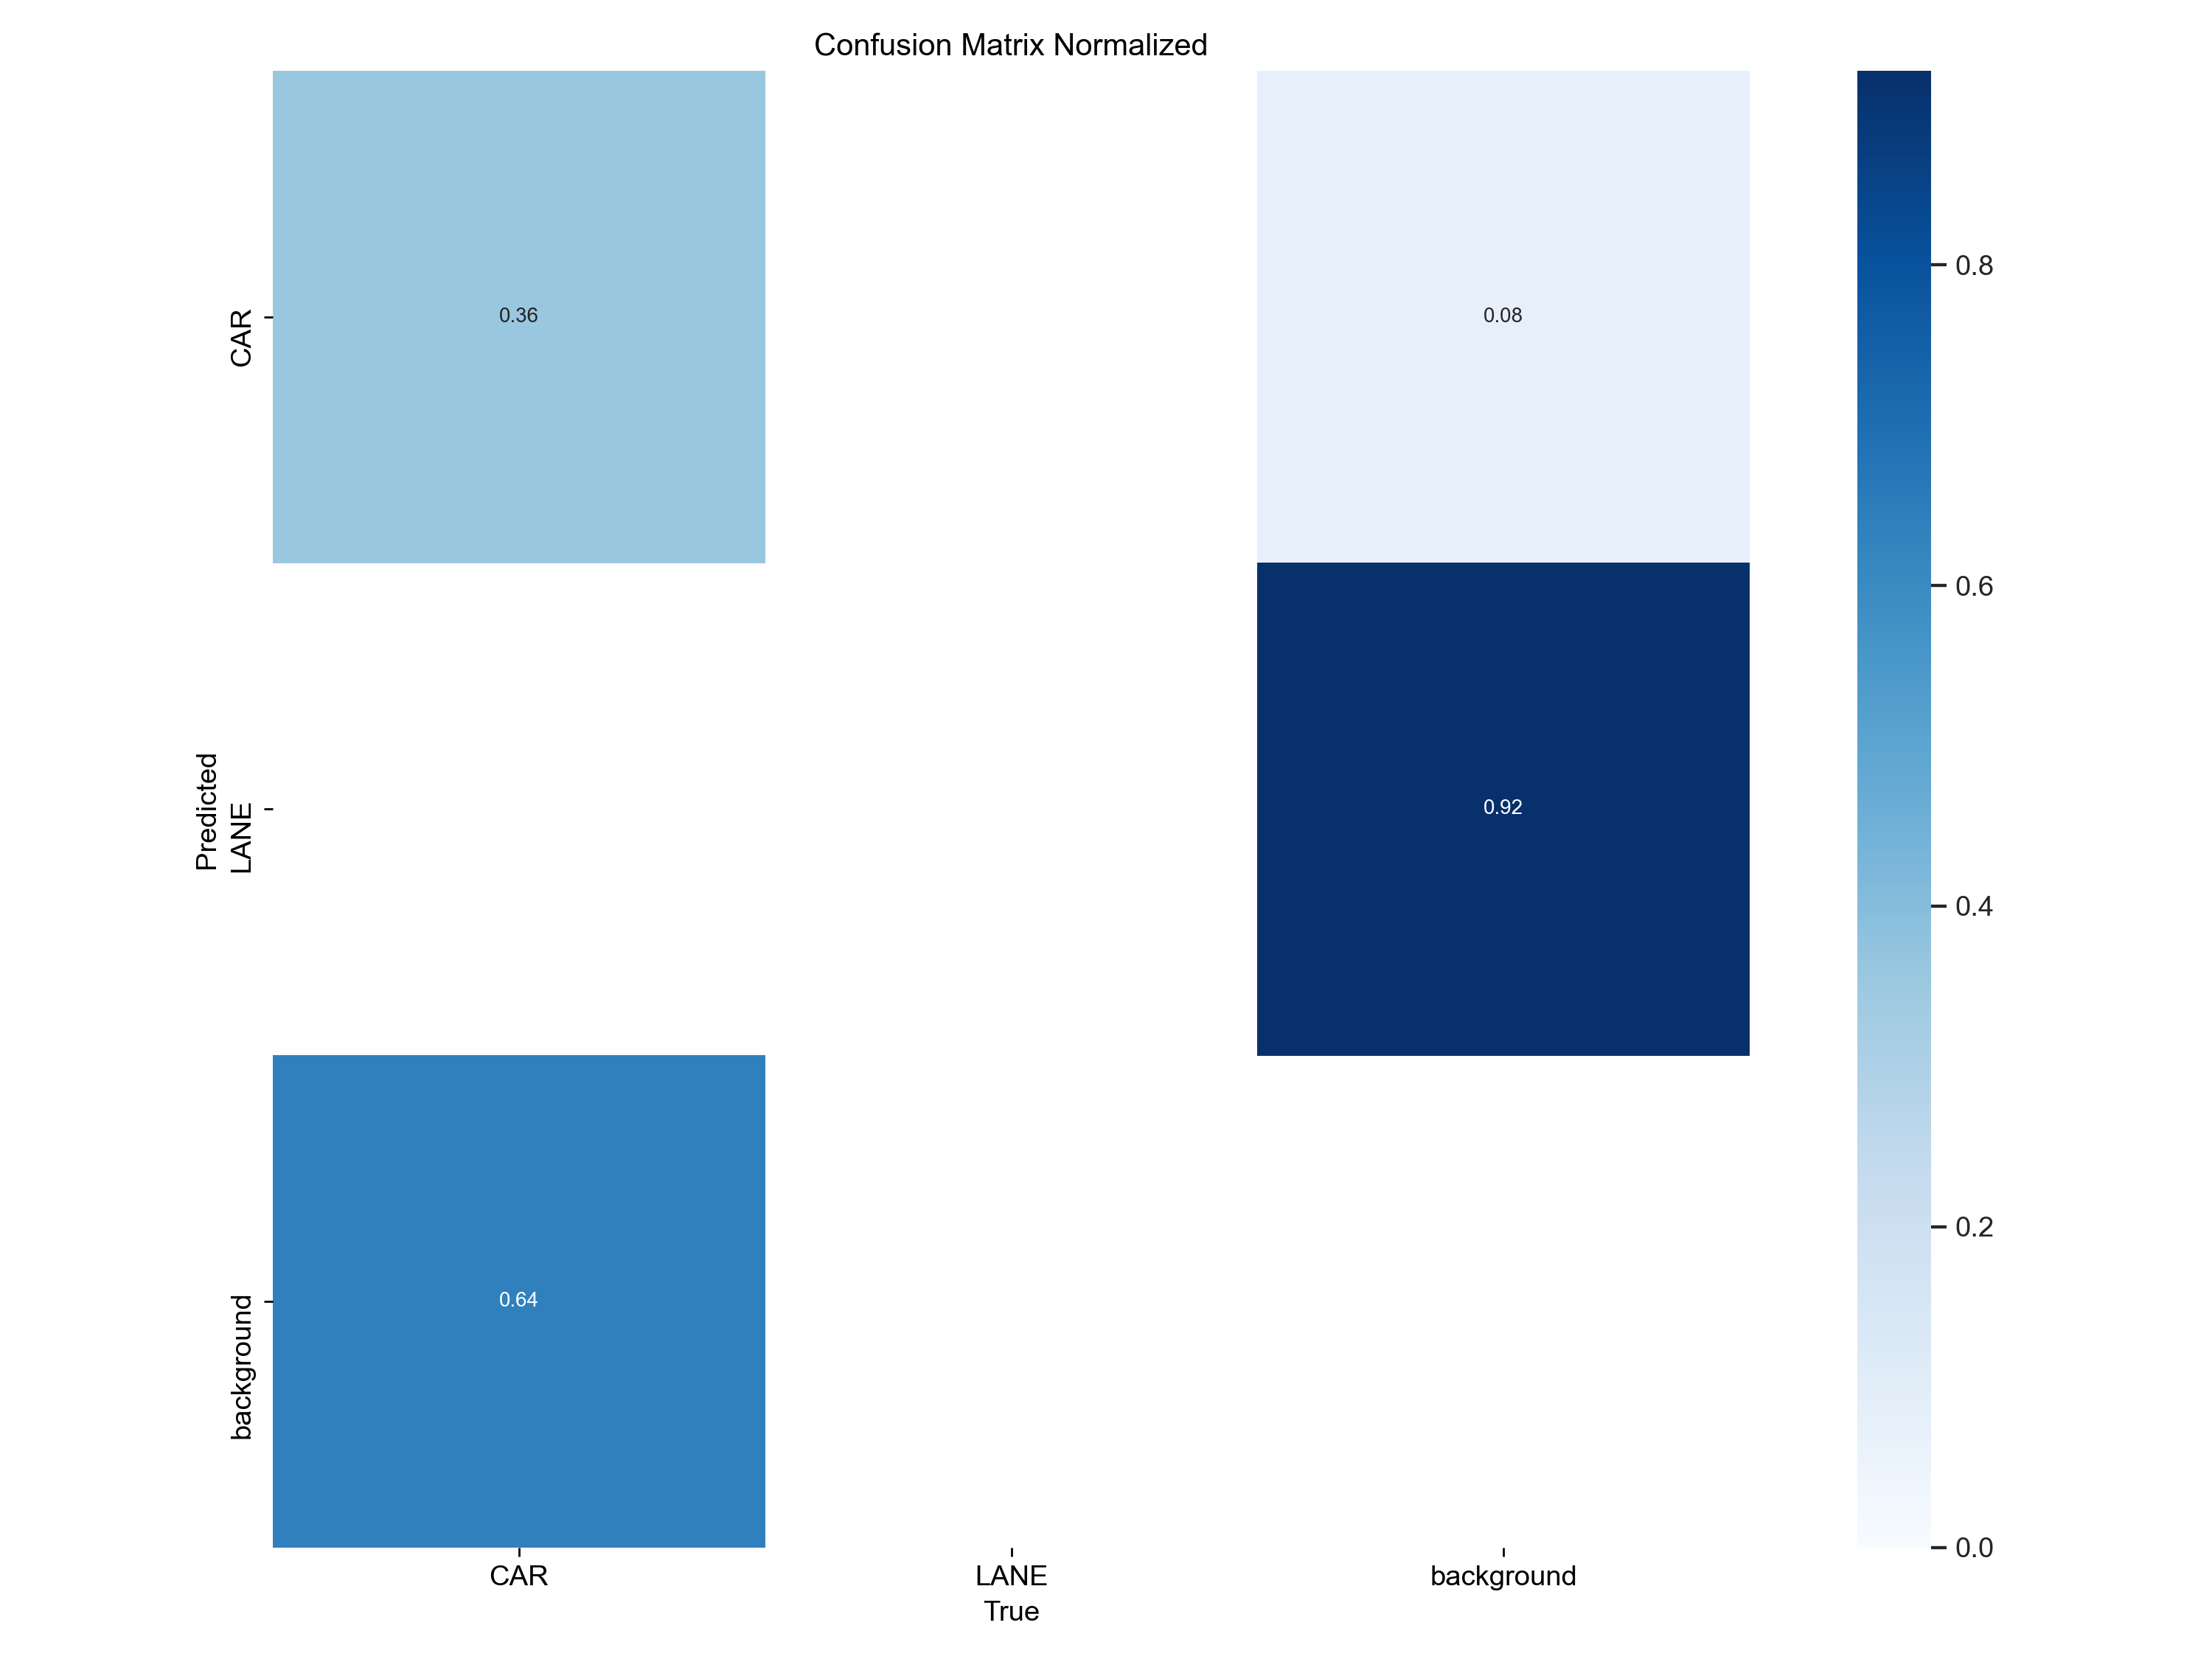 Confusion Matrix Normalized
CAR
0.36
0.08
0.8
0.6
Predicted
LANE
0.92
0.4
background
0.64
0.2
0.0
CAR
LANE
background
True